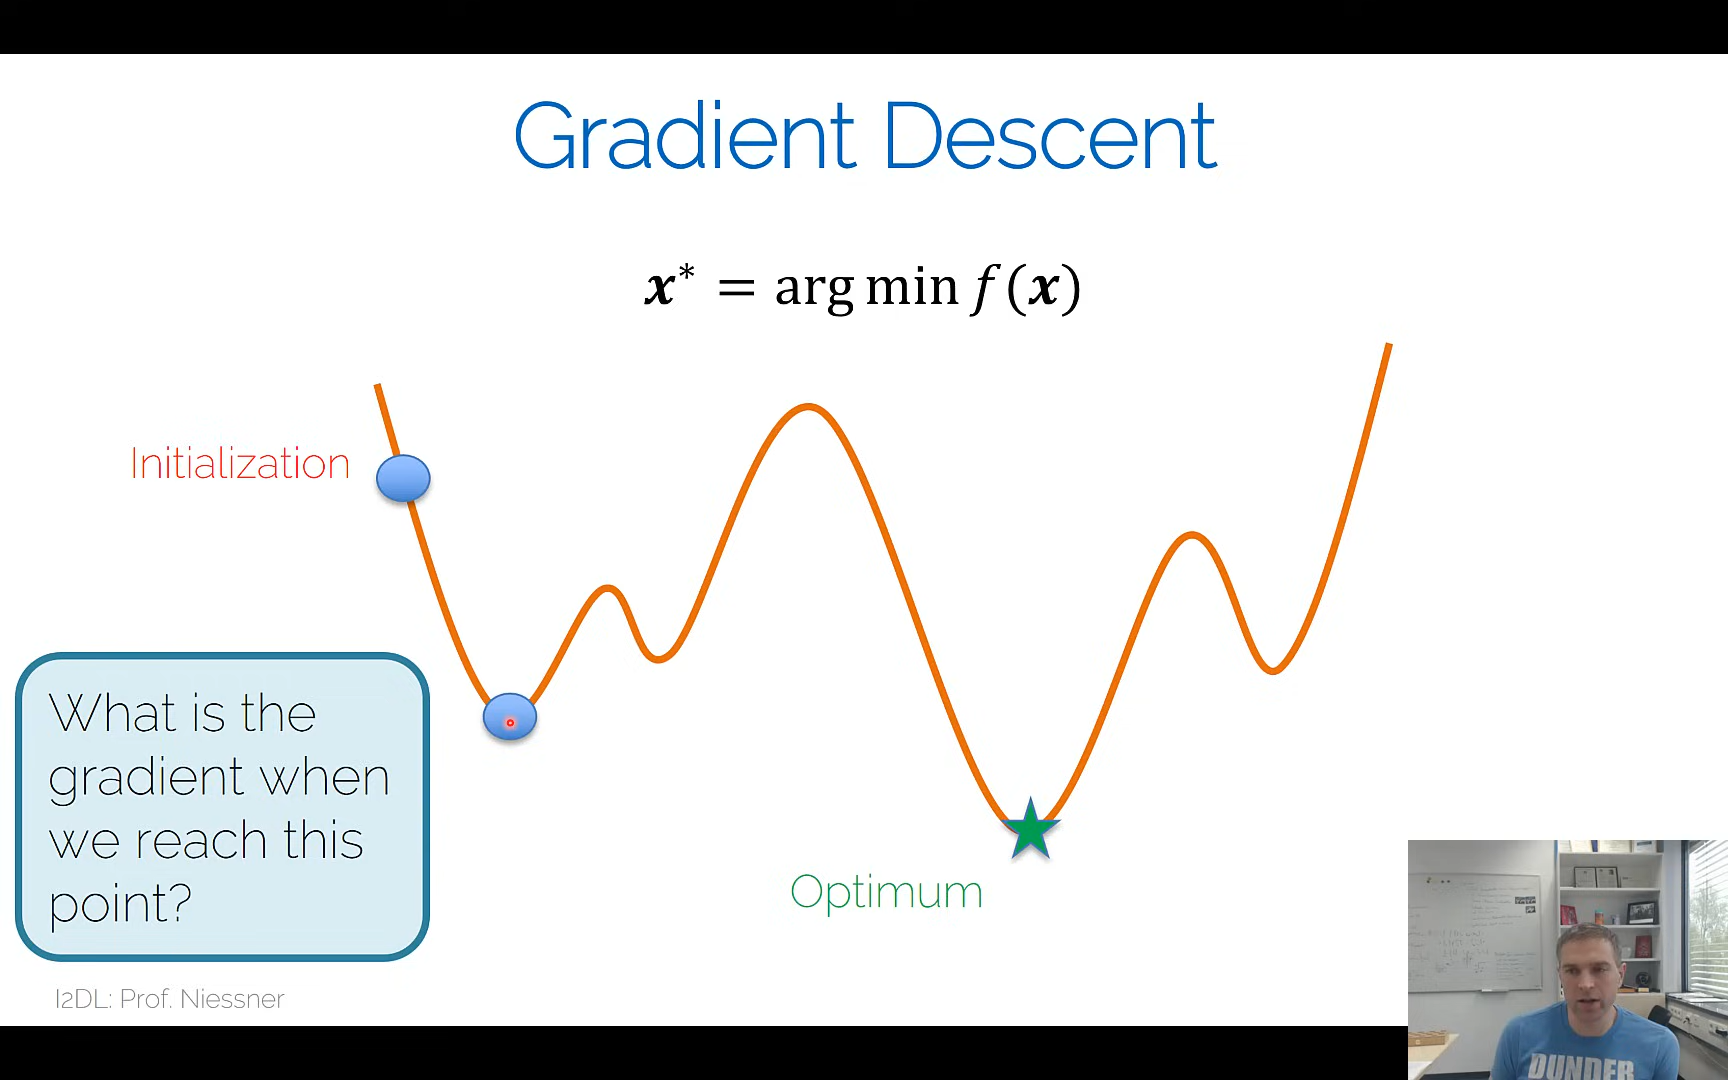 Gradient Descent
x* = arg min f(x)
Initialization
What is the
gradient when
we reach this
point?
Optimum
I2DL: Prof. Niessner
DUNDER